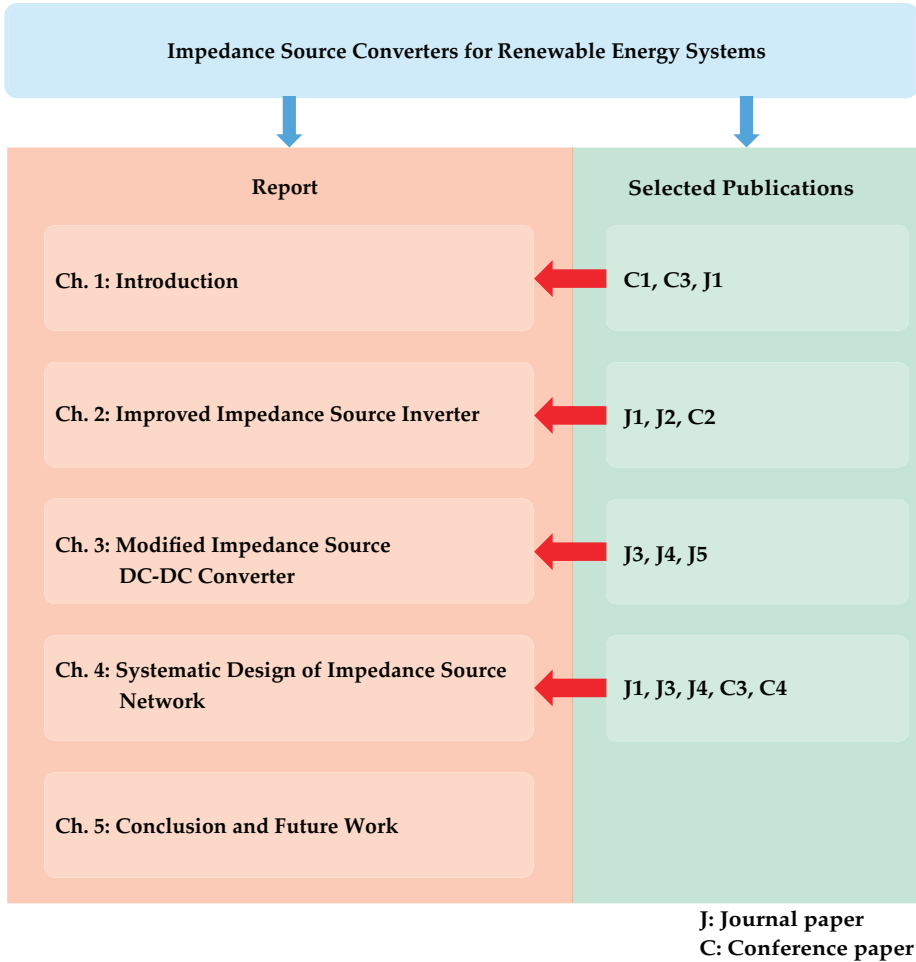 Impedance Source Converters for Renewable Energy Systems
Report
Selected Publications
Ch. 1: Introduction
C1, C3, J1
Ch. 2: Improved Impedance Source Inverter
J1, J2, C2
Ch. 3: Modified Impedance Source
DC-DC Converter
J3, J4, J5
Ch. 4: Systematic Design of Impedance Source
Network
J1, J3, J4, C3, C4
Ch. 5: Conclusion and Future Work
J: Journal paper
C: Conference paper